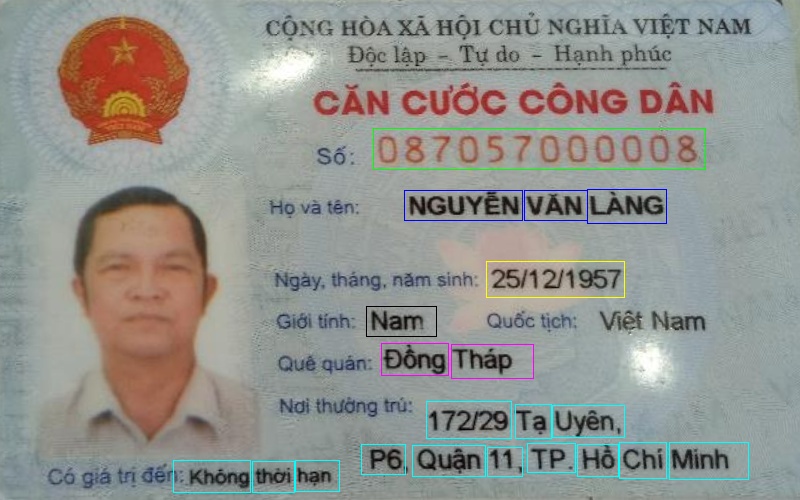 CỘNG HÒA XÃ HỘI CHỦ NGHĨA VIỆT NAM
Độc lập - Tự do - Hạnh phúc
CĂN CƯỚC CÔNG DÂN
Số: 087057000008
Họ và tên: NGUYỄN VĂN LÀNG
Ngày, tháng, năm sinh: 25/12/1957
Giới tính: Nam Quốc tịch: Việt Nam
Quê quán: Đồng Tháp
Nơi thường trú: 172/29 Tạ Uyên,
P6, Quận 11, TP. Hồ Chí Minh
Có giá trị đến: Không thời hạn